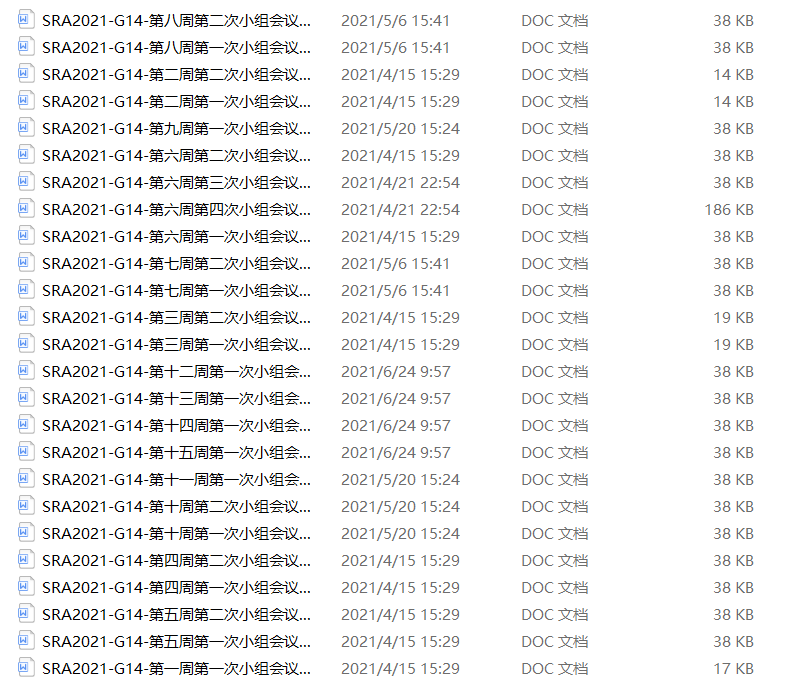 SRA2021-G14-第八周第二次小组会议... 2021/5/6 15:41 DOC 文档 38 KB
SRA2021-G14-第八周第一次小组会议... 2021/5/6 15:41 DOC 文档 38 KB
SRA2021-G14-第二周第二次小组会议... 2021/4/15 15:29 DOC 文档 14 KB
SRA2021-G14-第二周第一次小组会议... 2021/4/15 15:29 DOC 文档 14 KB
SRA2021-G14-第九周第一次小组会议... 2021/5/20 15:24 DOC 文档 38 KB
SRA2021-G14-第六周第二次小组会议... 2021/4/15 15:29 DOC 文档 38 KB
SRA2021-G14-第六周第三次小组会议... 2021/4/21 22:54 DOC 文档 38 KB
SRA2021-G14-第六周第四次小组会议... 2021/4/21 22:54 DOC 文档 186 KB
SRA2021-G14-第六周第一次小组会议... 2021/4/15 15:29 DOC 文档 38 KB
SRA2021-G14-第七周第二次小组会议... 2021/5/6 15:41 DOC 文档 38 KB
SRA2021-G14-第七周第一次小组会议... 2021/5/6 15:41 DOC 文档 38 KB
SRA2021-G14-第三周第二次小组会议... 2021/4/15 15:29 DOC 文档 19 KB
SRA2021-G14-第三周第一次小组会议... 2021/4/15 15:29 DOC 文档 19 KB
SRA2021-G14-第十二周第一次小组会... 2021/6/24 9:57 DOC 文档 38 KB
SRA2021-G14-第十三周第一次小组会... 2021/6/24 9:57 DOC 文档 38 KB
SRA2021-G14-第十四周第一次小组会... 2021/6/24 9:57 DOC 文档 38 KB
SRA2021-G14-第十五周第一次小组会... 2021/6/24 9:57 DOC 文档 38 KB
SRA2021-G14-第十一周第一次小组会... 2021/5/20 15:24 DOC 文档 38 KB
SRA2021-G14-第十周第二次小组会议... 2021/5/20 15:24 DOC 文档 38 KB
SRA2021-G14-第十周第一次小组会议... 2021/5/20 15:24 DOC 文档 38 KB
SRA2021-G14-第四周第二次小组会议... 2021/4/15 15:29 DOC 文档 38 KB
SRA2021-G14-第四周第一次小组会议... 2021/4/15 15:29 DOC 文档 38 KB
SRA2021-G14-第五周第二次小组会议... 2021/4/15 15:29 DOC 文档 38 KB
SRA2021-G14-第五周第一次小组会议... 2021/4/15 15:29 DOC 文档 38 KB
SRA2021-G14-第一周第一次小组会议... 2021/4/15 15:29 DOC 文档 17 KB